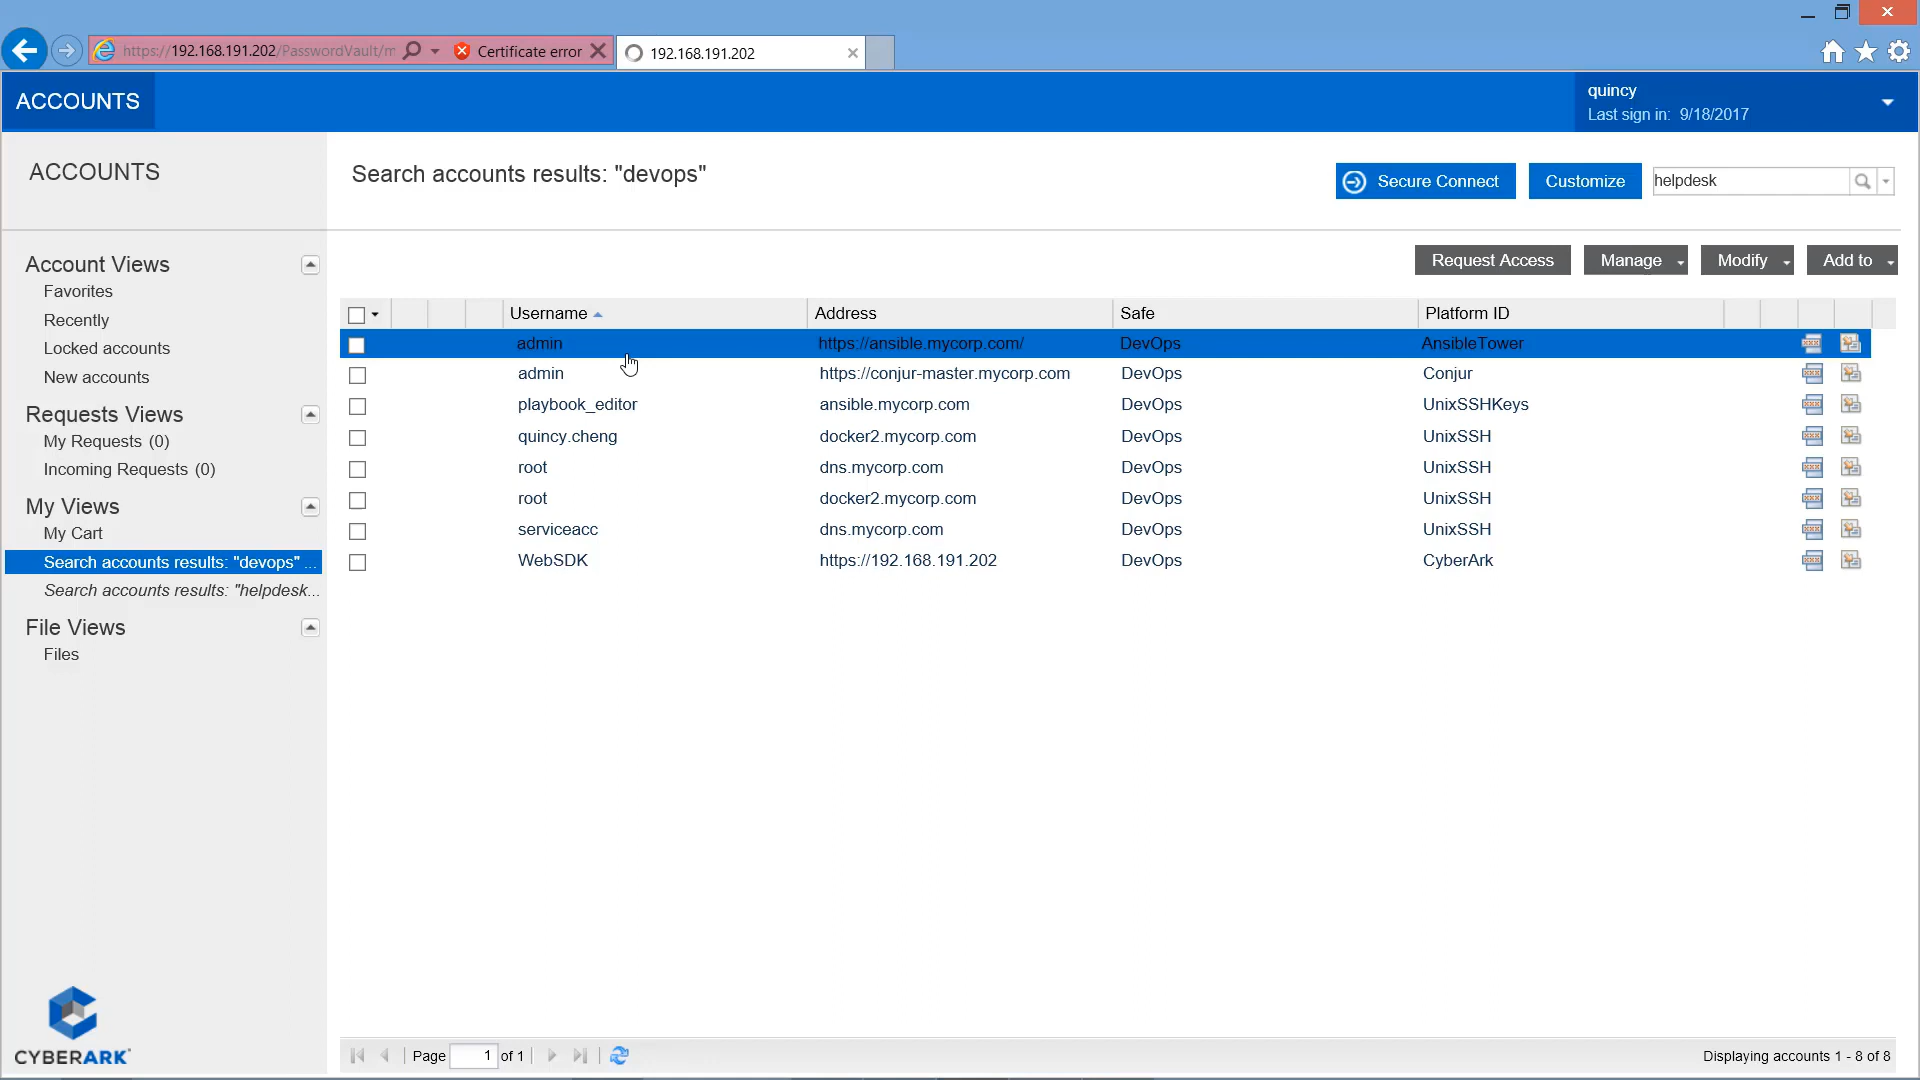 https://192.168.191.202/PasswordVault/m
Certificate error
192.168.191.202
ACCOUNTS
quincy
Last sign in: 9/18/2017
ACCOUNTS
Search accounts results: "devops"
Secure Connect
Customize
helpdesk
Account Views
Favorites
Recently
Locked accounts
New accounts
Requests Views
My Requests (0)
Incoming Requests (0)
My Views
My Cart
Search accounts results: "devops" ...
Search accounts results: "helpdesk...
File Views
Files
Request Access
Manage
Modify
Add to
Username Address Safe Platform ID
admin https://ansible.mycorp.com/ DevOps AnsibleTower
admin https://conjur-master.mycorp.com DevOps Conjur
playbook_editor ansible.mycorp.com DevOps UnixSSHKeys
quincy.cheng docker2.mycorp.com DevOps UnixSSH
root dns.mycorp.com DevOps UnixSSH
root docker2.mycorp.com DevOps UnixSSH
serviceacc dns.mycorp.com DevOps UnixSSH
WebSDK https://192.168.191.202 DevOps CyberArk
CYBERARK
Page 1 of 1
Displaying accounts 1 - 8 of 8